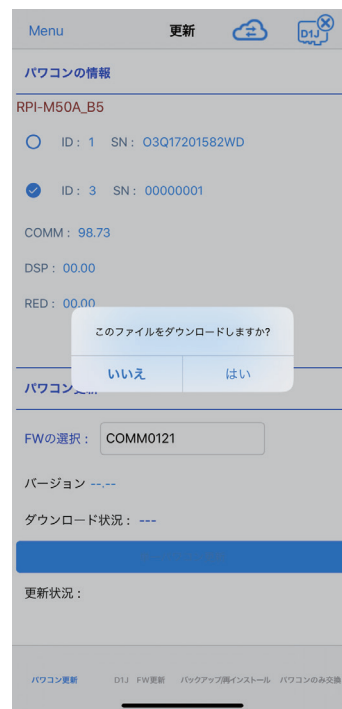 Menu 更新 D1J
パワコンの情報
RPI-M50A_B5
ID : 1 SN : O3Q17201582WD
ID : 3 SN : 00000001
COMM : 98.73
DSP : 00.00
RED : 00.00
このファイルをダウンロードしますか?
いいえ はい
パワコン更新
FWの選択 : COMM0121
バージョン --.--
ダウンロード状況 : ---
更新状況 :
パワコン更新 D1J FW更新 バックアップ/再インストール パワコンのみ交換